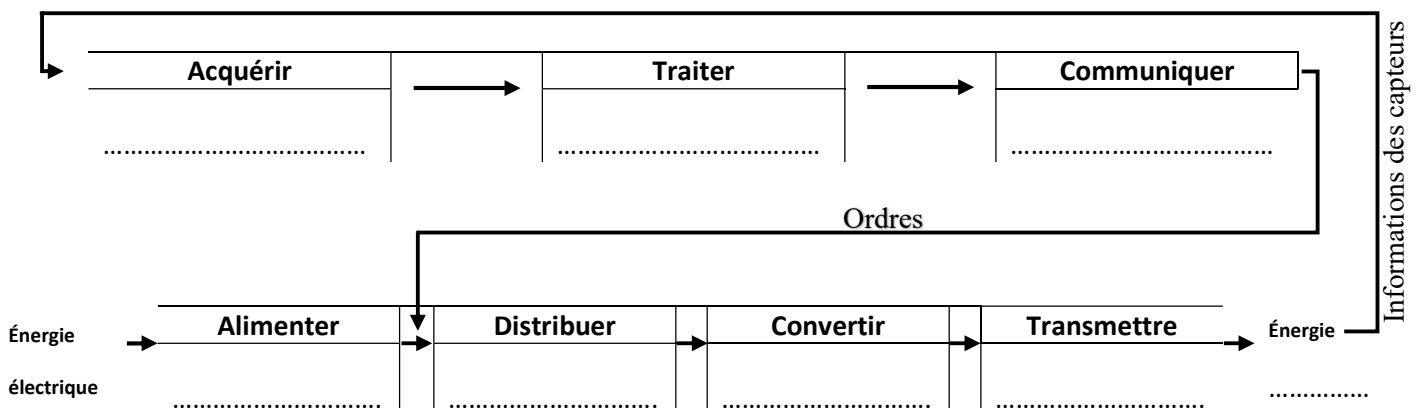 Acquérir
Traiter
Communiquer
……………………………………
……………………………………
……………………………………
Informations des capteurs
Ordres
Énergie
électrique
Alimenter
Distribuer
Convertir
Transmettre
Énergie
……………
…………………………….
…………………………….
…………………………….
…………………………….